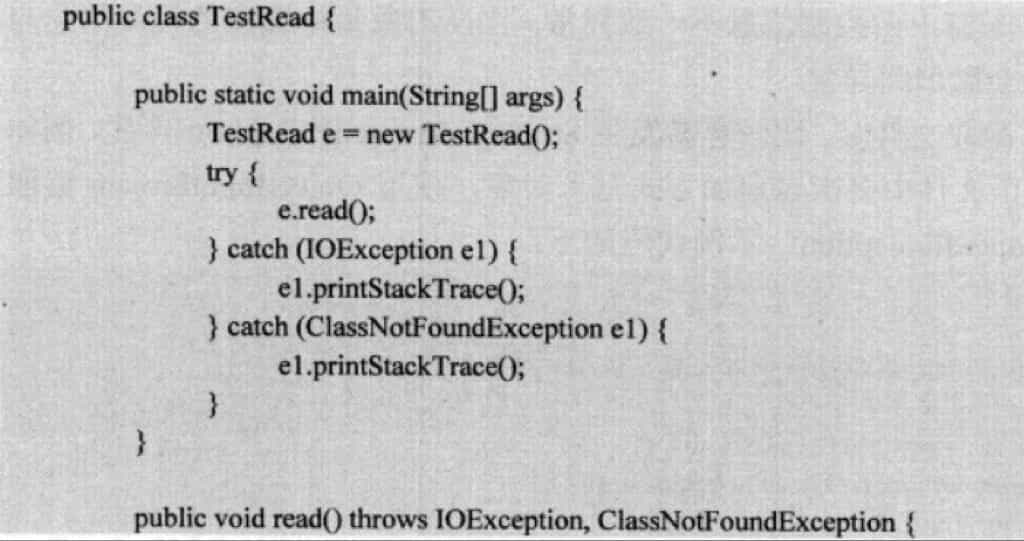 public class TestRead {
public static void main(String[] args) {
TestRead e = new TestRead();
try {
e.read();
} catch (IOException e1) {
e1.printStackTrace();
} catch (ClassNotFoundException e1) {
e1.printStackTrace();
}
}
public void read() throws IOException, ClassNotFoundException {